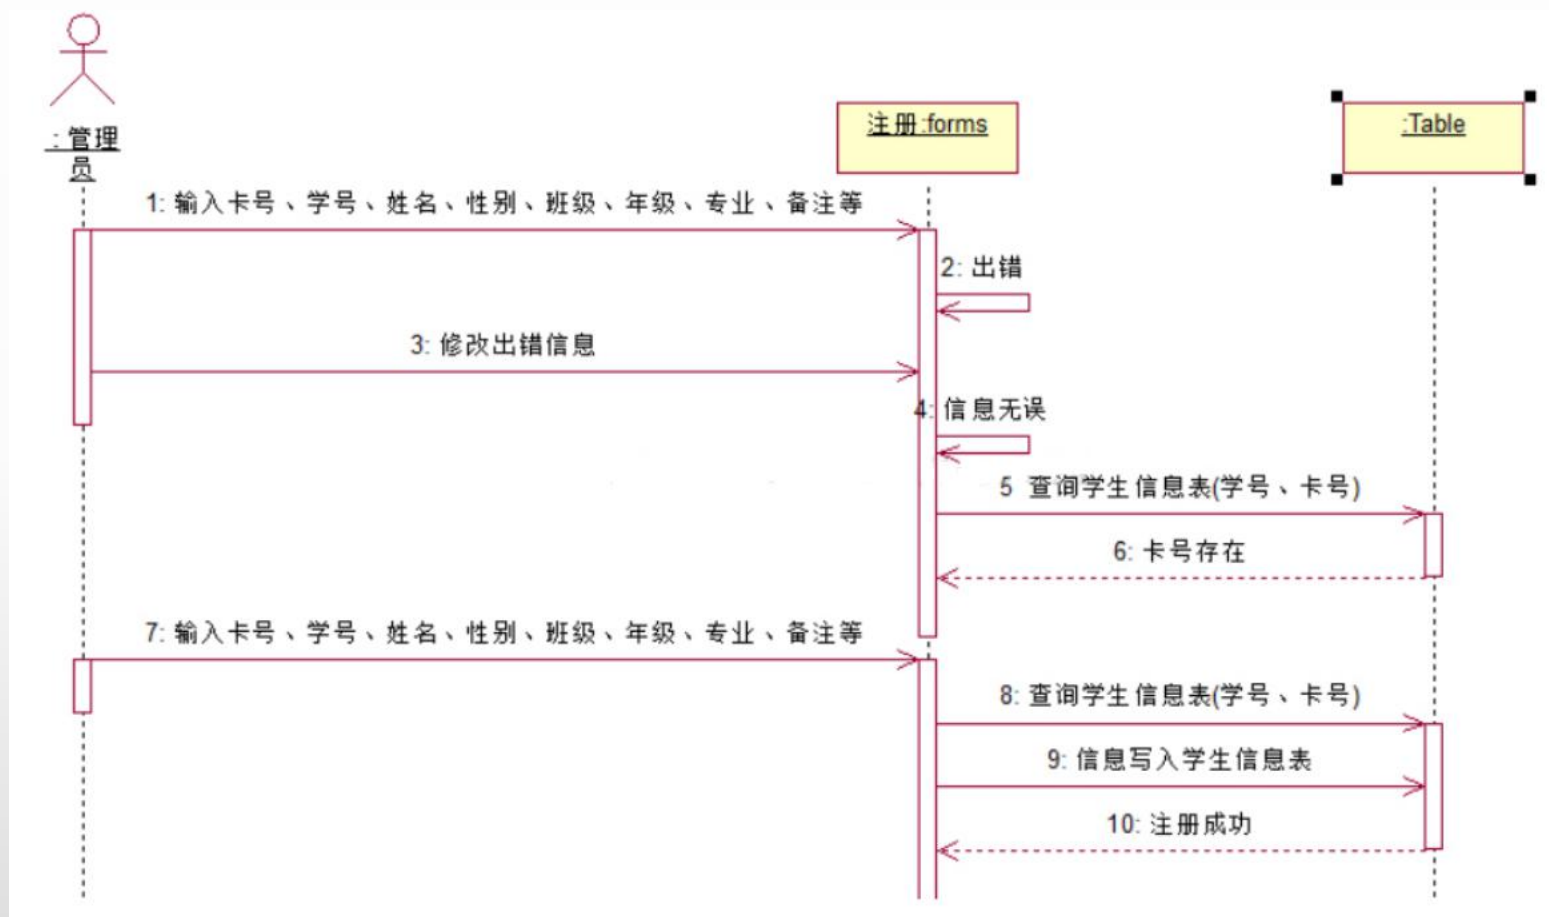 : 管理
员
注册:forms
:Table
1: 输入卡号、学号、姓名、性别、班级、年级、专业、备注等
2: 出错
3: 修改出错信息
4: 信息无误
5 查询学生信息表(学号、卡号)
6: 卡号存在
7: 输入卡号、学号、姓名、性别、班级、年级、专业、备注等
8: 查询学生信息表(学号、卡号)
9: 信息写入学生信息表
10: 注册成功